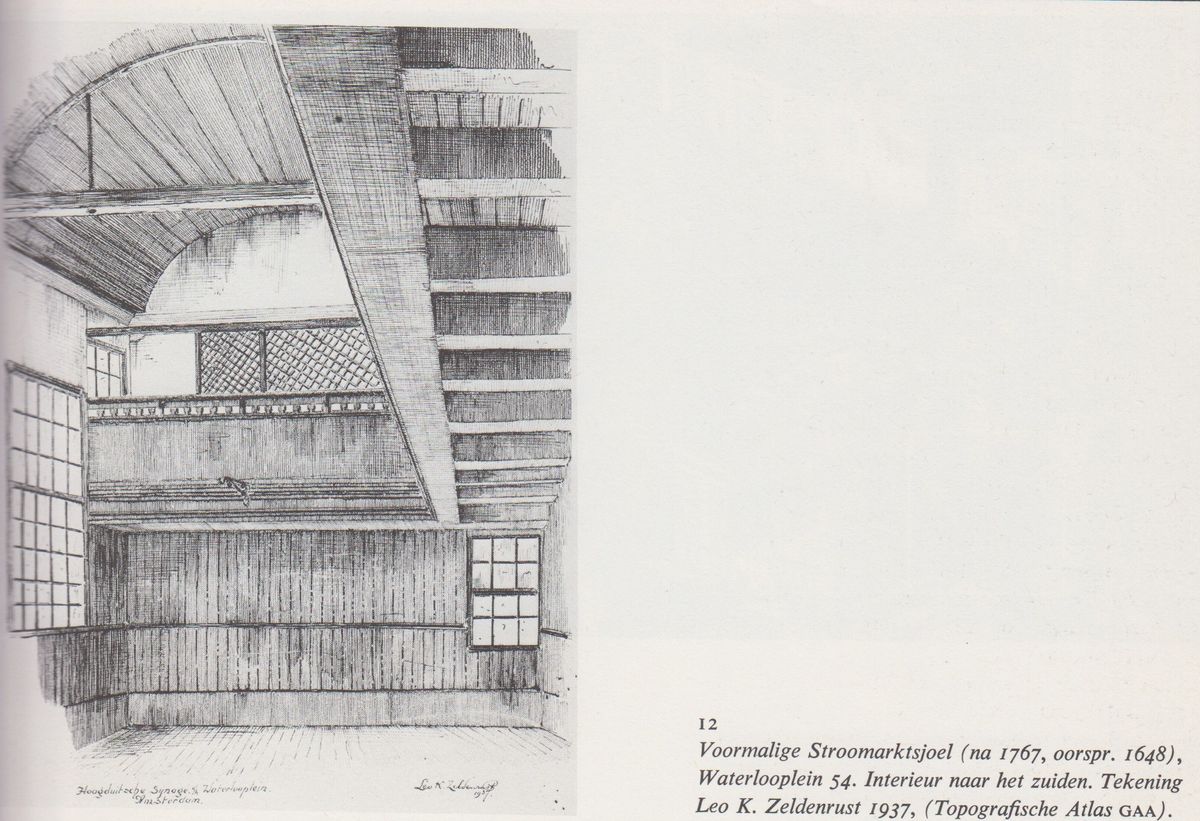 Hoogduitsche Synoge. a/h Waterlooplein.
Amsterdam.
Leo K. Zeldenrust
1937.
12
Voormalige Stroomarktsjoel (na 1767, oorspr. 1648),
Waterlooplein 54. Interieur naar het zuiden. Tekening
Leo K. Zeldenrust 1937, (Topografische Atlas GAA).